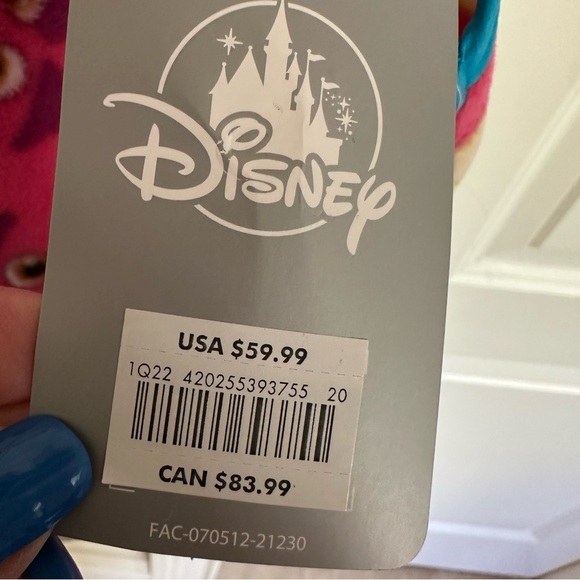 Disney
USA $59.99
1Q22 420255393755 20
CAN $83.99
FAC-070512-21230